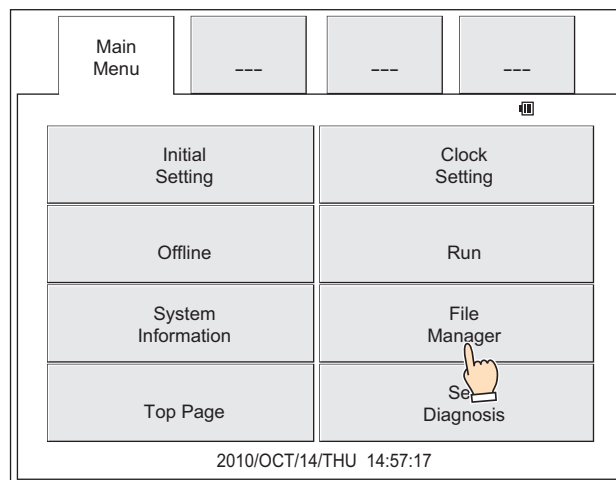 Main
Menu
---
---
---
Initial
Setting
Clock
Setting
Offline
Run
System
Information
File
Manager
Top Page
Se
Diagnosis
2010/OCT/14/THU 14:57:17